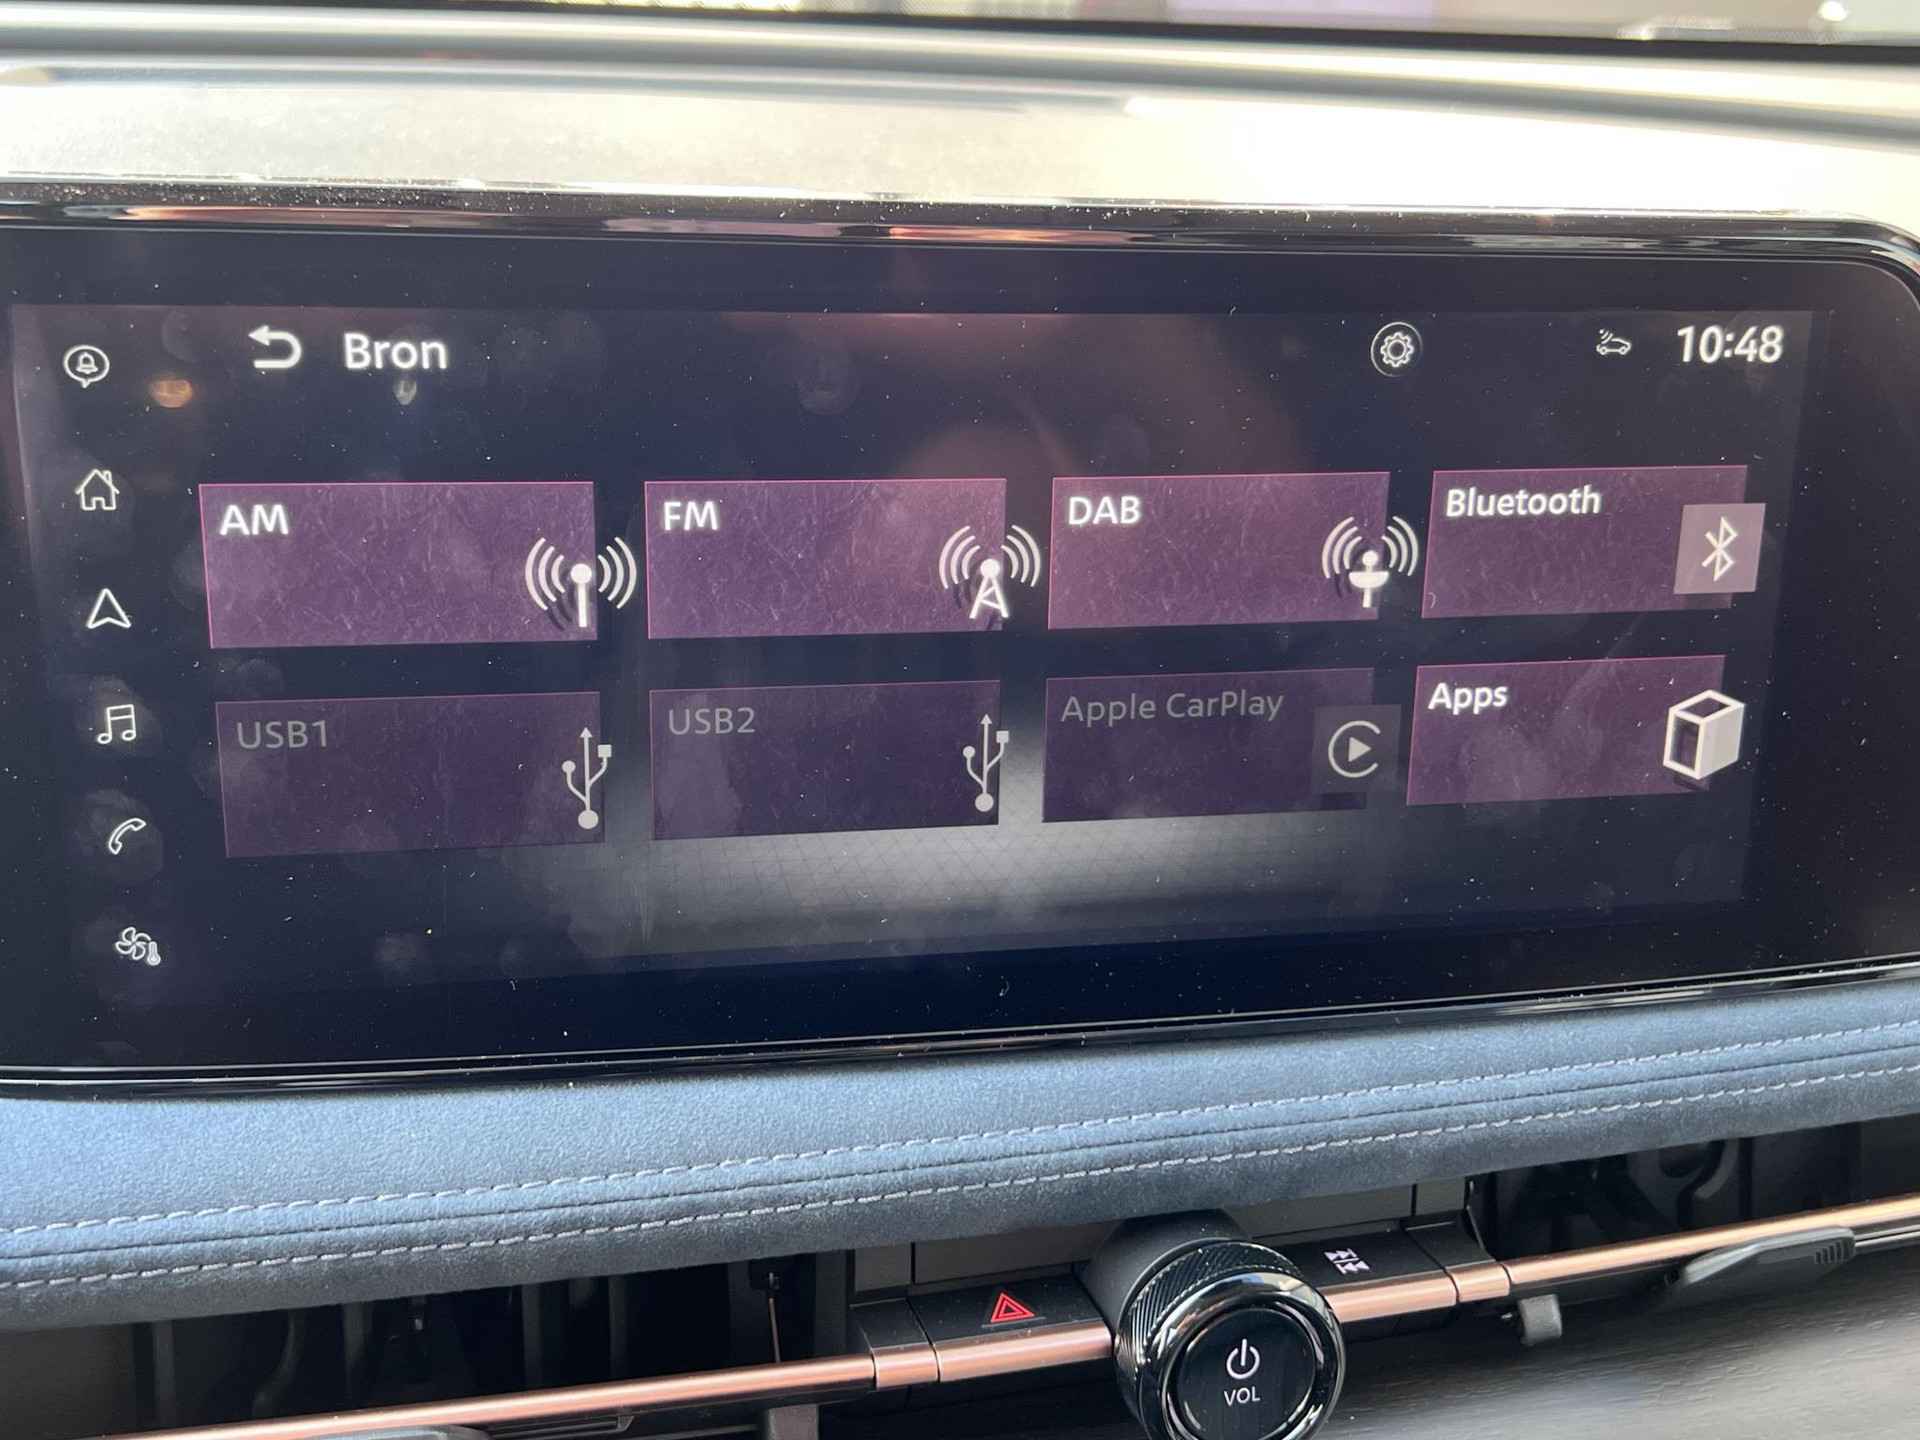 Bron
10:48
AM
FM
DAB
Bluetooth
USB1
USB2
Apple CarPlay
Apps
VOL